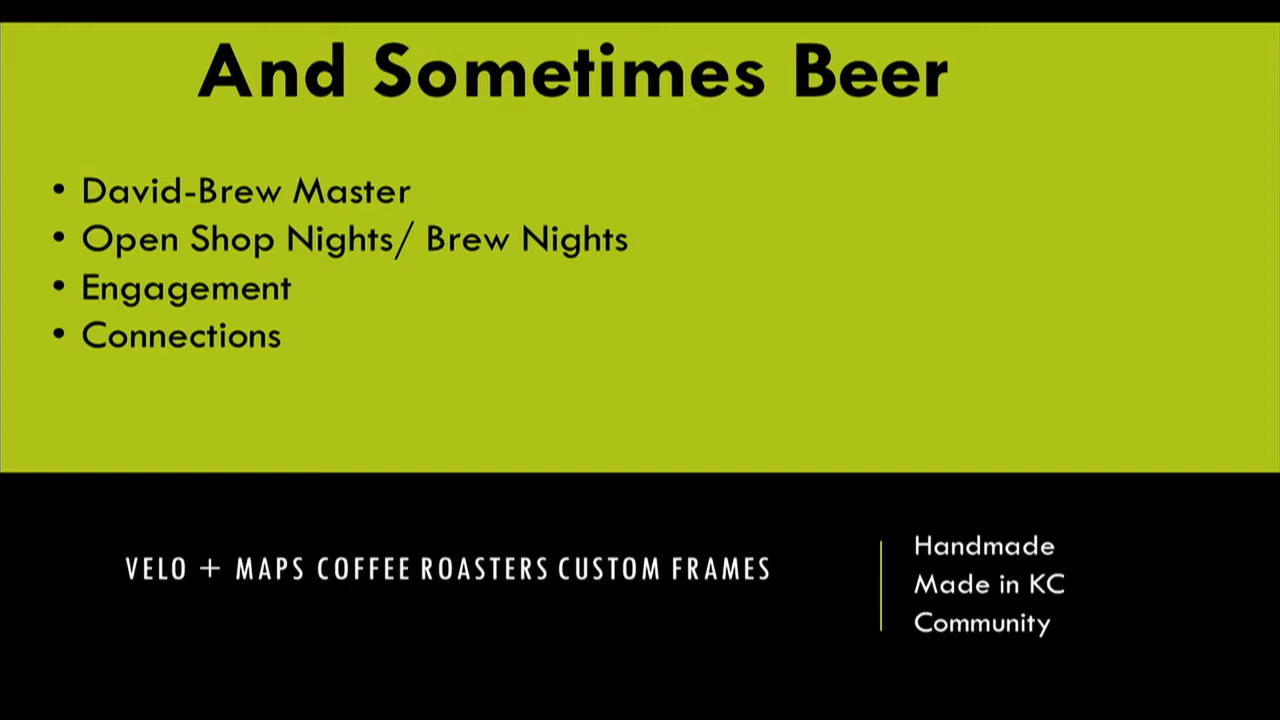 And Sometimes Beer
• David-Brew Master
• Open Shop Nights/ Brew Nights
• Engagement
• Connections
VELO + MAPS COFFEE ROASTERS CUSTOM FRAMES
Handmade
Made in KC
Community